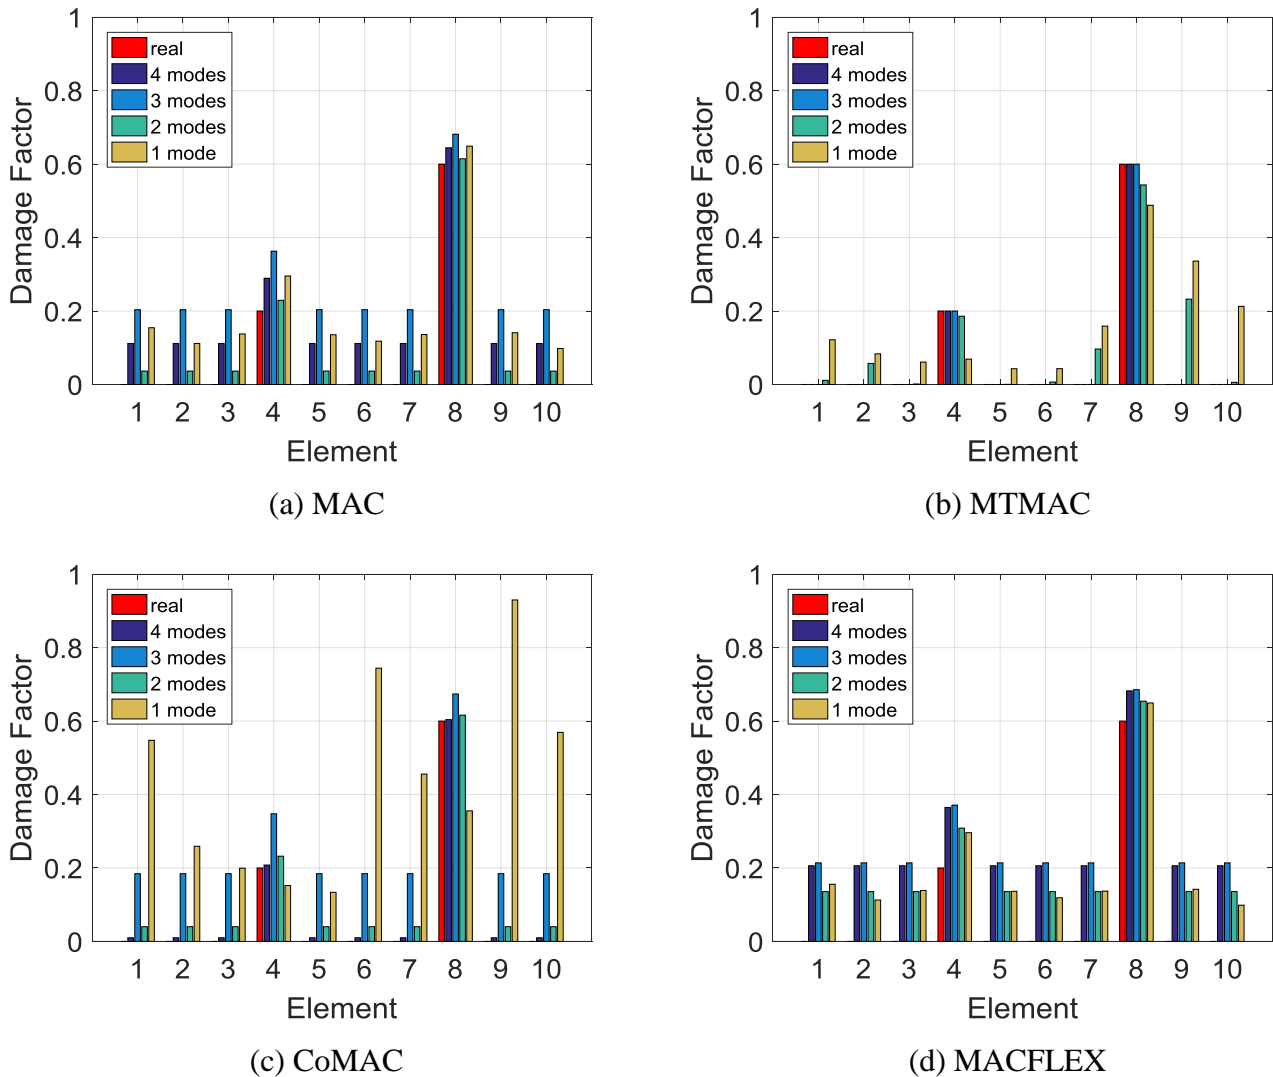 1
0.8
0.6
0.4
0.2
0
Damage Factor
real
4 modes
3 modes
2 modes
1 mode
1 2 3 4 5 6 7 8 9 10
Element
(a) MAC
1
0.8
0.6
0.4
0.2
0
Damage Factor
real
4 modes
3 modes
2 modes
1 mode
1 2 3 4 5 6 7 8 9 10
Element
(b) MTMAC
1
0.8
0.6
0.4
0.2
0
Damage Factor
real
4 modes
3 modes
2 modes
1 mode
1 2 3 4 5 6 7 8 9 10
Element
(c) CoMAC
1
0.8
0.6
0.4
0.2
0
Damage Factor
real
4 modes
3 modes
2 modes
1 mode
1 2 3 4 5 6 7 8 9 10
Element
(d) MACFLEX